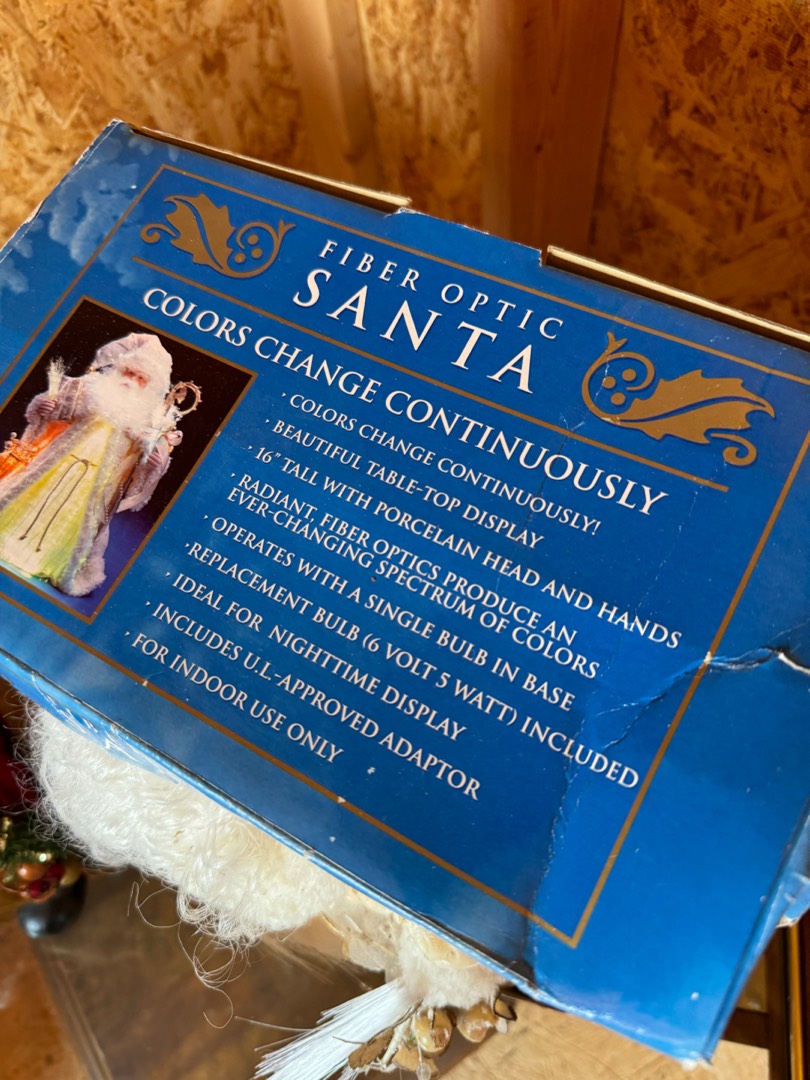 FIBER OPTIC
SANTA
COLORS CHANGE CONTINUOUSLY
· COLORS CHANGE CONTINUOUSLY!
· BEAUTIFUL TABLE-TOP DISPLAY
· 16" TALL WITH PORCELAIN HEAD AND HANDS
· RADIANT, FIBER OPTICS PRODUCE AN
EVER-CHANGING SPECTRUM OF COLORS
· OPERATES WITH A SINGLE BULB IN BASE
· REPLACEMENT BULB (6 VOLT 5 WATT) INCLUDED
· IDEAL FOR NIGHTTIME DISPLAY
· INCLUDES U.L.-APPROVED ADAPTOR
· FOR INDOOR USE ONLY